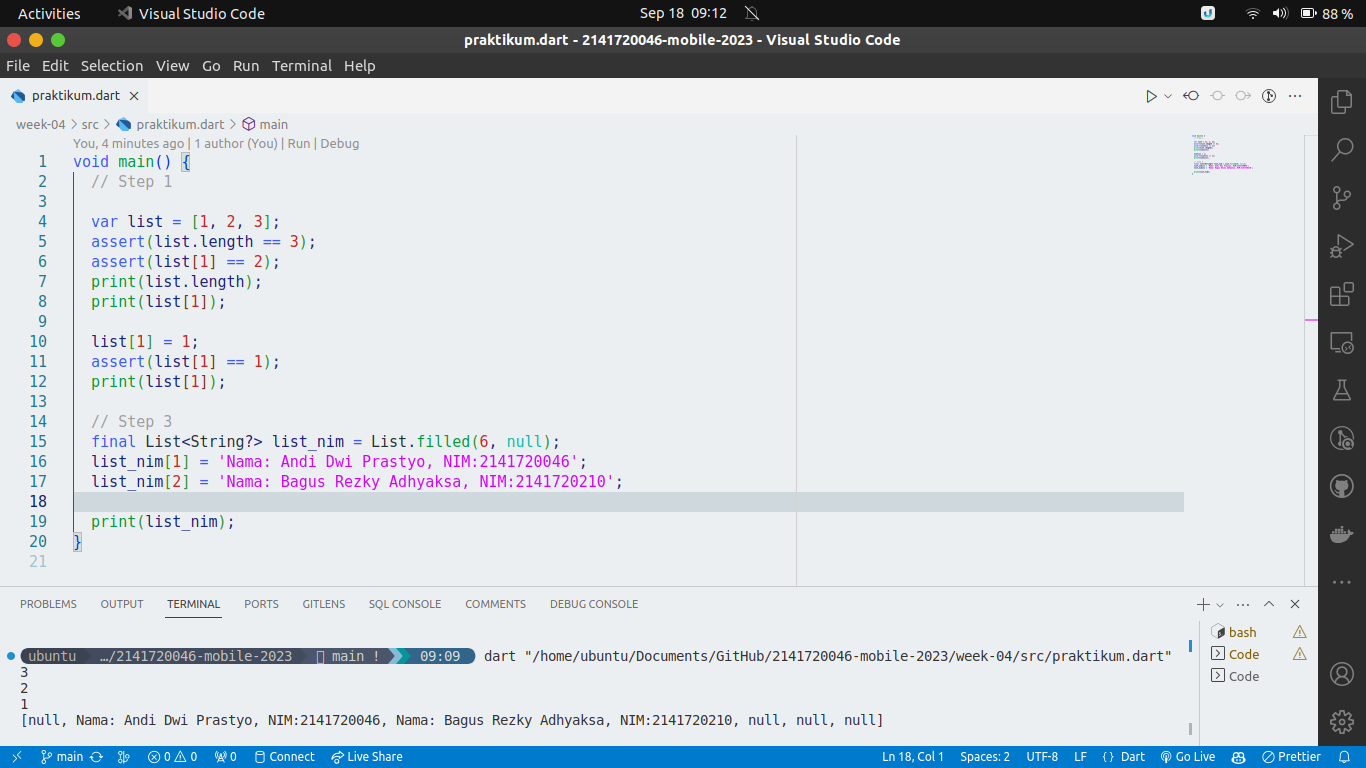 Activities Visual Studio Code Sep 18 09:12 88 %
praktikum.dart - 2141720046-mobile-2023 - Visual Studio Code
File Edit Selection View Go Run Terminal Help
praktikum.dart
week-04 > src > praktikum.dart > main
You, 4 minutes ago | 1 author (You) | Run | Debug
1 void main() {
2 // Step 1
3
4 var list = [1, 2, 3];
5 assert(list.length == 3);
6 assert(list[1] == 2);
7 print(list.length);
8 print(list[1]);
9
10 list[1] = 1;
11 assert(list[1] == 1);
12 print(list[1]);
13
14 // Step 3
15 final List<String?> list_nim = List.filled(6, null);
16 list_nim[1] = 'Nama: Andi Dwi Prastyo, NIM:2141720046';
17 list_nim[2] = 'Nama: Bagus Rezky Adhyaksa, NIM:2141720210';
18
19 print(list_nim);
20 }
21
PROBLEMS OUTPUT TERMINAL PORTS GITLENS SQL CONSOLE COMMENTS DEBUG CONSOLE
ubuntu …/2141720046-mobile-2023 main ! 09:09 dart "/home/ubuntu/Documents/GitHub/2141720046-mobile-2023/week-04/src/praktikum.dart"
3
2
1
[null, Nama: Andi Dwi Prastyo, NIM:2141720046, Nama: Bagus Rezky Adhyaksa, NIM:2141720210, null, null, null]
bash
Code
Code
main 0 0 0 Connect Live Share Ln 18, Col 1 Spaces: 2 UTF-8 LF { } Dart Go Live Prettier